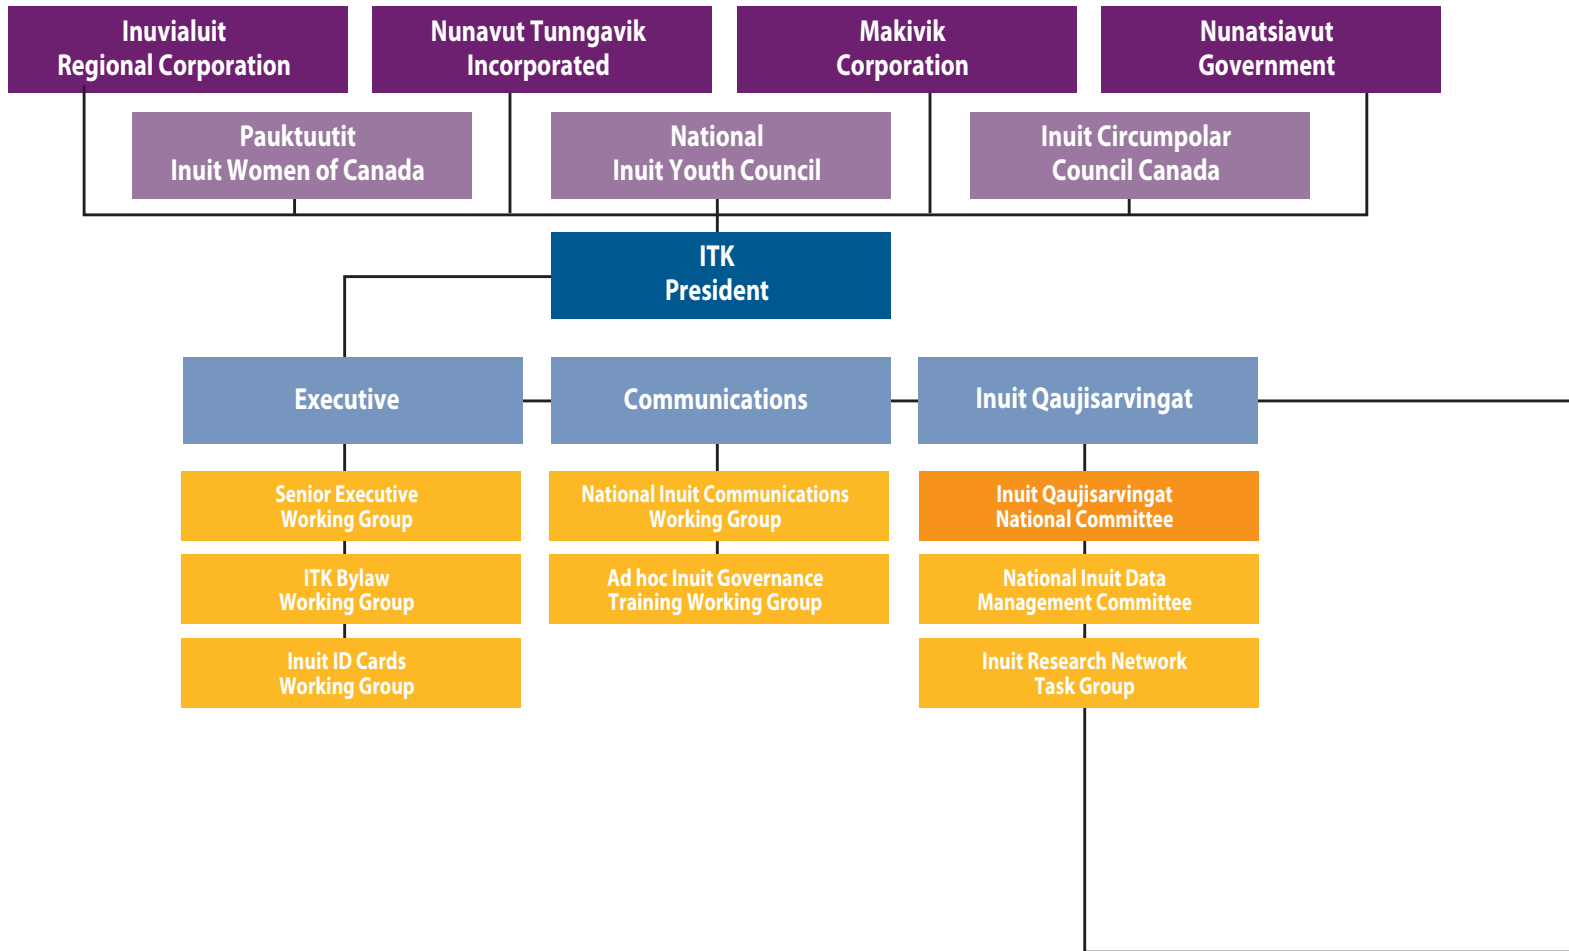 Inuvialuit
Regional Corporation
Nunavut Tunngavik
Incorporated
Makivik
Corporation
Nunatsiavut
Government
Pauktuutit
Inuit Women of Canada
National
Inuit Youth Council
Inuit Circumpolar
Council Canada
ITK
President
Executive
Communications
Inuit Qaujisarvingat
Senior Executive
Working Group
National Inuit Communications
Working Group
Inuit Qaujisarvingat
National Committee
ITK Bylaw
Working Group
Ad hoc Inuit Governance
Training Working Group
National Inuit Data
Management Committee
Inuit ID Cards
Working Group
Inuit Research Network
Task Group